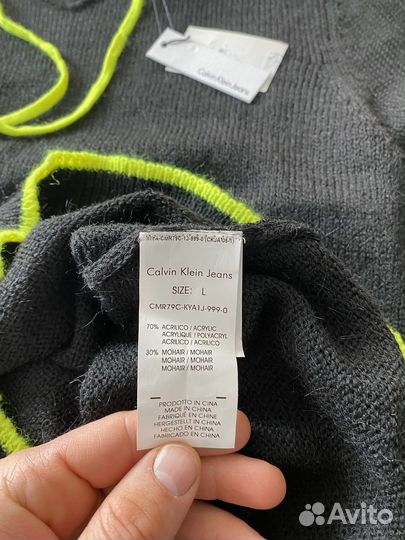 Calvin Klein Jeans
Calvin Klein Jeans
SIZE: L
CMR79C-KYA1J-999-0
70% ACRILICO / ACRYLIC
ACRYLIQUE / POLYACRYL
ACRILICO / ACRILICO
30% MOHAIR / MOHAIR
MOHAIR / MOHAIR
MOHAIR / MOHAIR
PRODOTTO IN CINA
MADE IN CHINA
FABRIQUE EN CHINE
HERGESTELLT IN CHINA
HECHO EN CHINA
FABRICADO EN CHINA
Avito